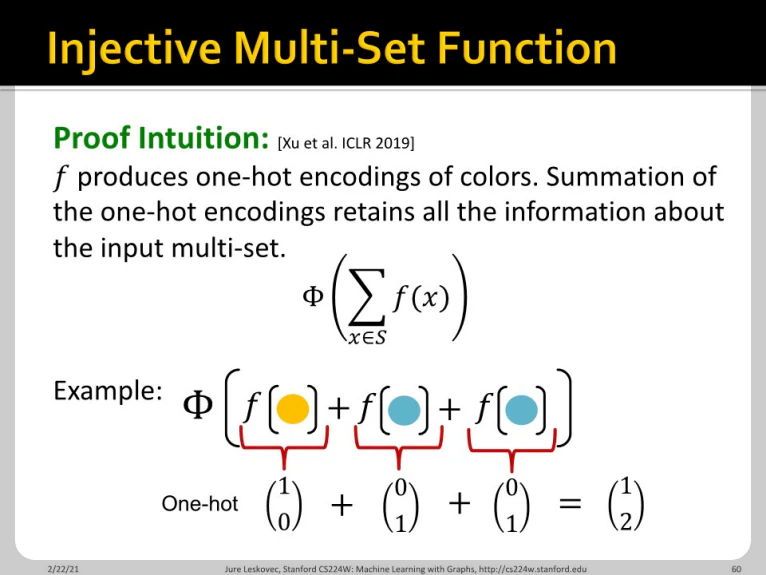 Injective Multi-Set Function
Proof Intuition: [Xu et al. ICLR 2019]
f produces one-hot encodings of colors. Summation of
the one-hot encodings retains all the information about
the input multi-set.
Φ(∑x∈S f(x))
Example: Φ(f( ) + f( ) + f( ))
One-hot (1 0) + (0 1) + (0 1) = (1 2)
2/22/21 Jure Leskovec, Stanford CS224W: Machine Learning with Graphs, http://cs224w.stanford.edu 60